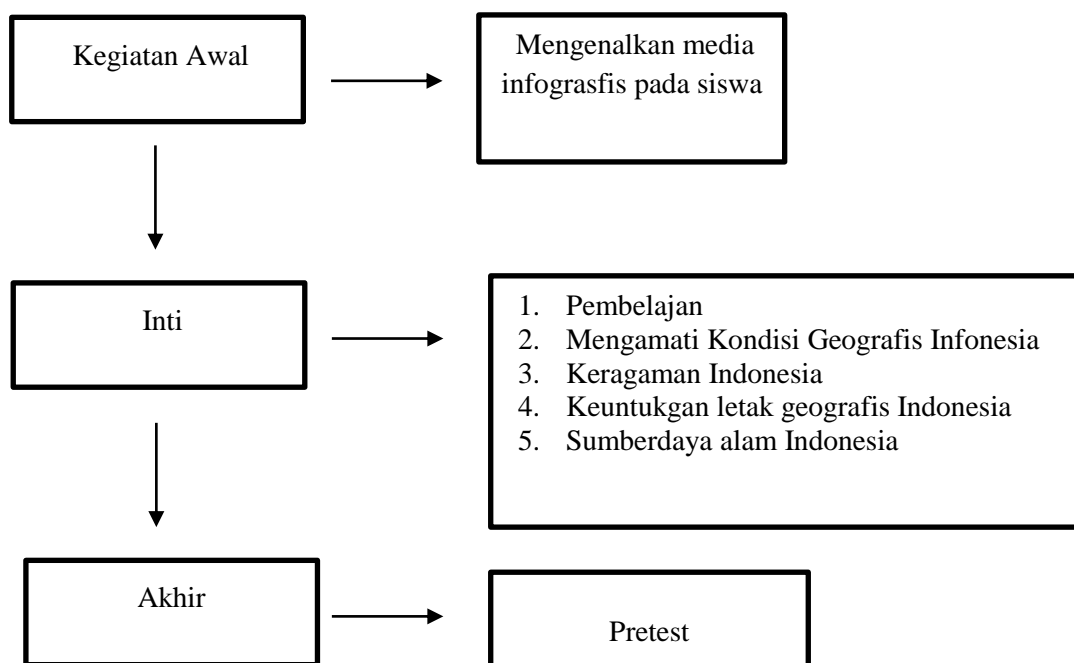 Kegiatan Awal
Mengenalkan media
infograsfis pada siswa
Inti
1. Pembelajan
2. Mengamati Kondisi Geografis Infonesia
3. Keragaman Indonesia
4. Keuntukgan letak geografis Indonesia
5. Sumberdaya alam Indonesia
Akhir
Pretest